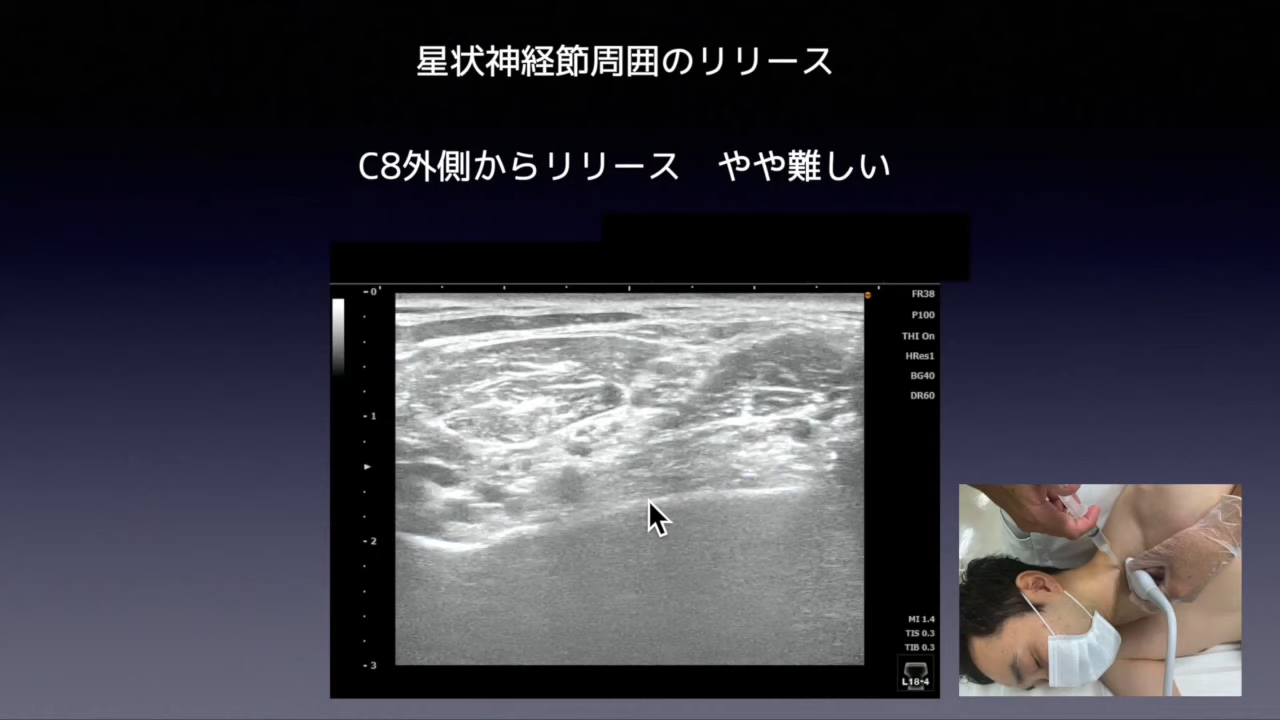 星状神経節周囲のリリース
C8外側からリリース　やや難しい
0
1
2
3
FR38
P100
THI On
HRes1
BG40
DR60
MI 1.4
TIS 0.3
TIB 0.3
L18-4